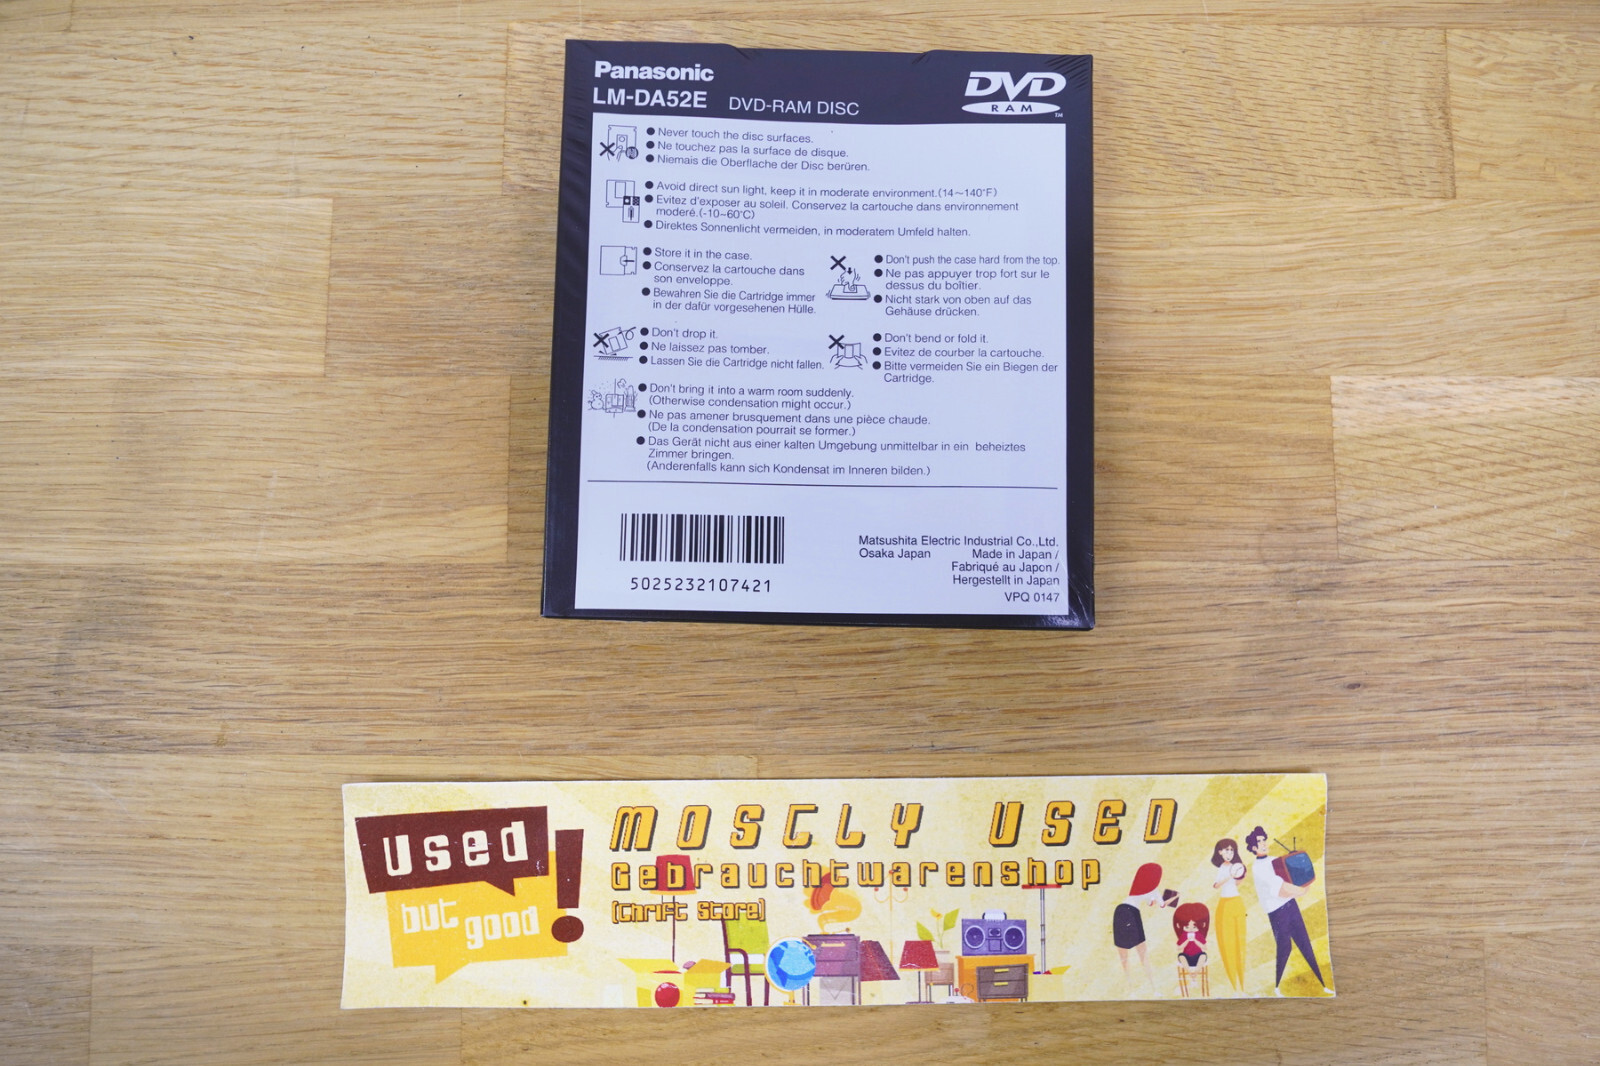 Panasonic
LM-DA52E DVD-RAM DISC
DVD
RAM
TM
● Never touch the disc surfaces.
● Ne touchez pas la surface de disque.
● Niemais die Oberflache der Disc berüren.
● Avoid direct sun light, keep it in moderate environment.(14~140°F)
● Evitez d'exposer au soleil. Conservez la cartouche dans environnement
moderé.(-10~60°C)
● Direktes Sonnenlicht vermeiden, in moderatem Umfeld halten.
● Store it in the case.
● Conservez la cartouche dans
son enveloppe.
● Bewahren Sie die Cartridge immer
in der dafür vorgesehenen Hülle.
● Don't push the case hard from the top.
● Ne pas appuyer trop fort sur le
dessus du boîtier.
● Nicht stark von oben auf das
Gehäuse drücken.
● Don't drop it.
● Ne laissez pas tomber.
● Lassen Sie die Cartridge nicht fallen.
● Don't bend or fold it.
● Evitez de courber la cartouche.
● Bitte vermeiden Sie ein Biegen der
Cartridge.
● Don't bring it into a warm room suddenly.
(Otherwise condensation might occur.)
● Ne pas amener brusquement dans une pièce chaude.
(De la condensation pourrait se former.)
● Das Gerät nicht aus einer kalten Umgebung unmittelbar in ein beheiztes
Zimmer bringen.
(Anderenfalls kann sich Kondensat im Inneren bilden.)
5025232107421
Matsushita Electric Industrial Co.,Ltd.
Osaka Japan Made in Japan /
Fabriqué au Japon /
Hergestellt in Japan
VPQ 0147
Used
but good
!
MOSTLY USED
Gebrauchtwarenshop
(Thrift Store)